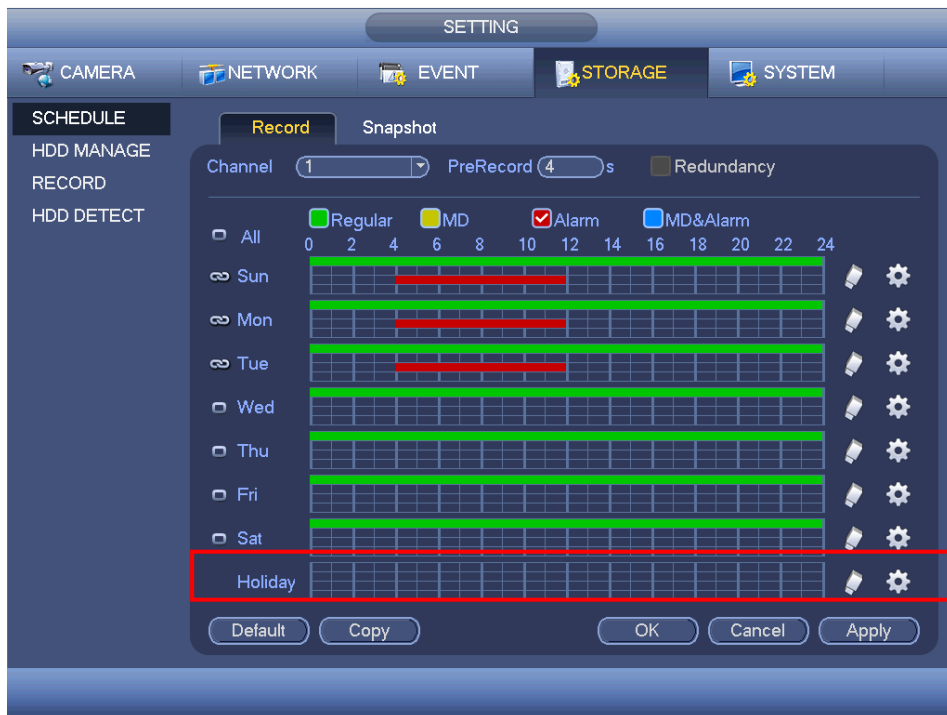 SETTING
CAMERA NETWORK EVENT STORAGE SYSTEM
SCHEDULE
HDD MANAGE
RECORD
HDD DETECT
Record Snapshot
Channel 1 PreRecord 4 s Redundancy
Regular MD Alarm MD&Alarm
All 0 2 4 6 8 10 12 14 16 18 20 22 24
Sun
Mon
Tue
Wed
Thu
Fri
Sat
Holiday
Default Copy OK Cancel Apply